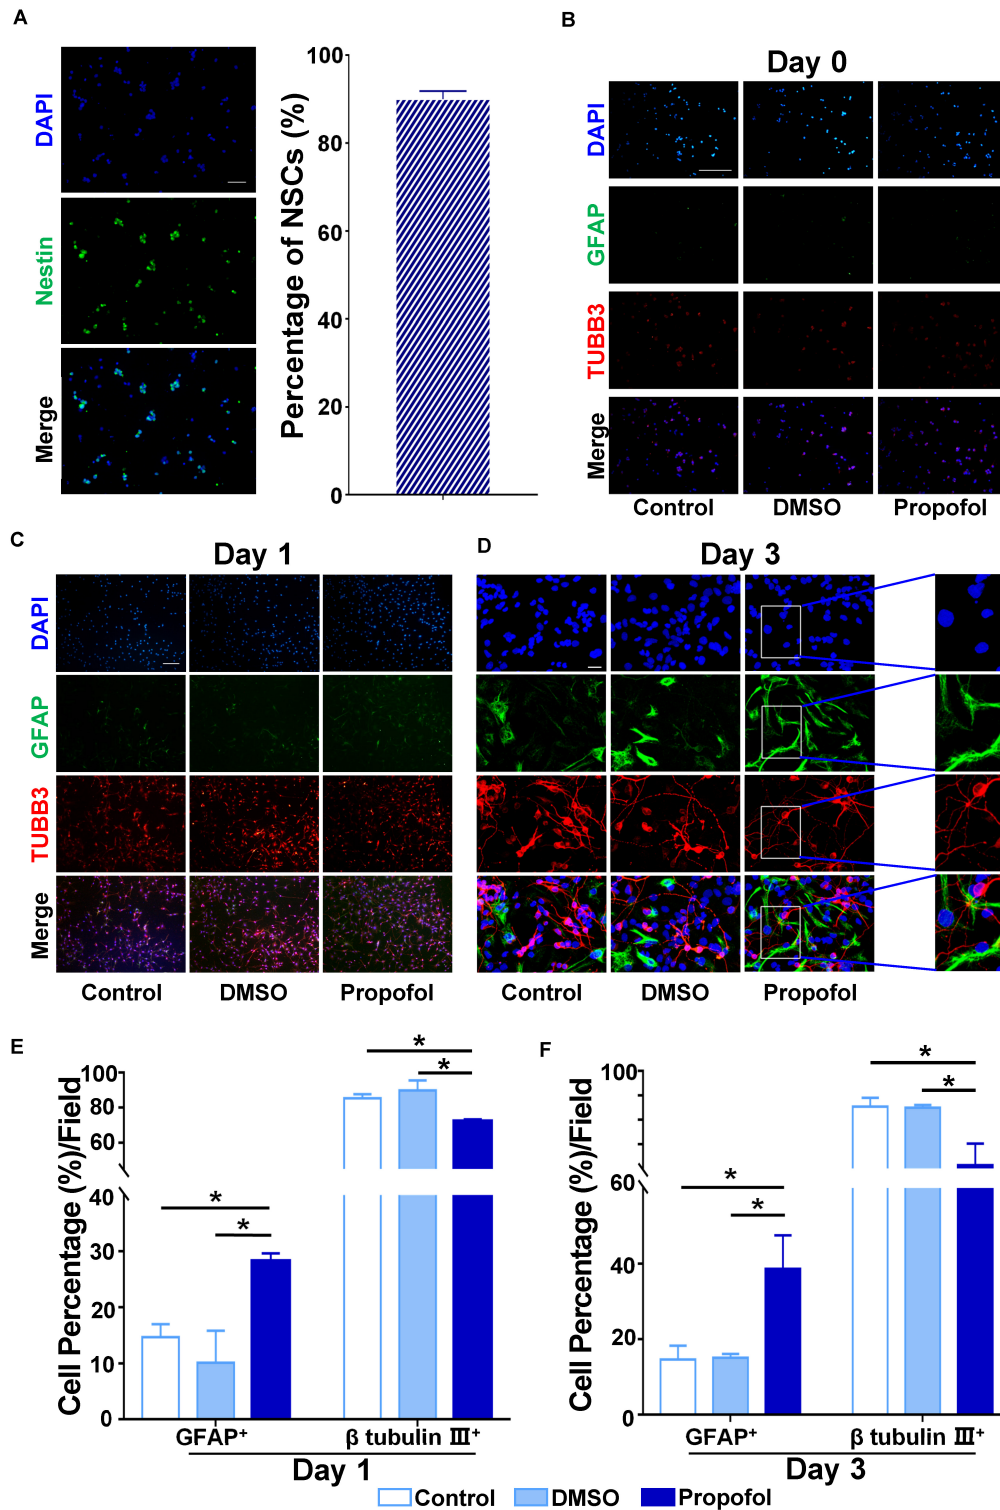 A
DAPI
Nestin
Merge
Percentage of NSCs (%)
100
80
60
40
20
0
B
Day 0
DAPI
GFAP
TUBB3
Merge
Control DMSO Propofol
C
Day 1
DAPI
GFAP
TUBB3
Merge
Control DMSO Propofol
D
Day 3
Control DMSO Propofol
E
Cell Percentage (%)/Field
100
80
60
40
30
20
10
0
* *
* *
GFAP⁺ β tubulin Ⅲ⁺
Day 1
F
Cell Percentage (%)/Field
100
60
40
20
0
* *
* *
GFAP⁺ β tubulin Ⅲ⁺
Day 3
Control DMSO Propofol